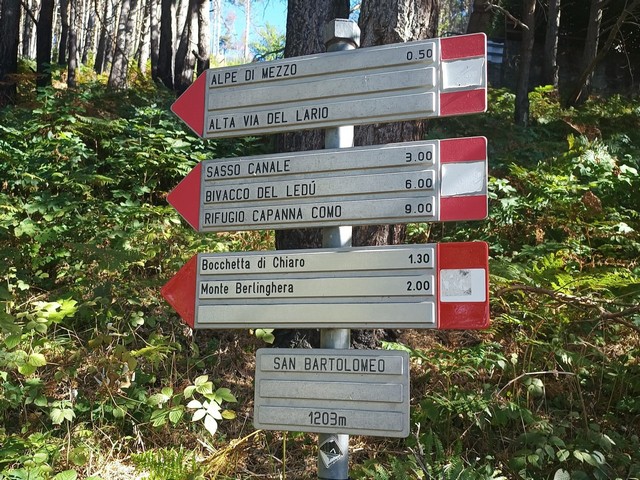 ALPE DI MEZZO 0.50
ALTA VIA DEL LARIO
SASSO CANALE 3.00
BIVACCO DEL LEDÚ 6.00
RIFUGIO CAPANNA COMO 9.00
Bocchetta di Chiaro 1.30
Monte Berlinghera 2.00
SAN BARTOLOMEO
1203m